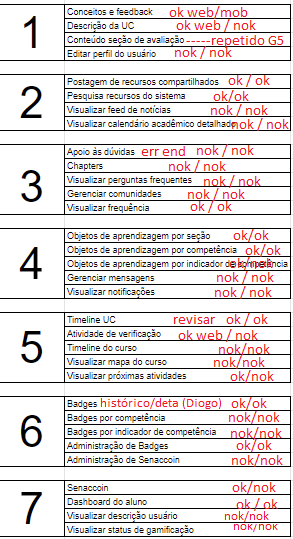 1
Conceitos e feedback ok web/mob
Descrição da UC ok web / nok
Conteúdo seção de avaliação -----repetido G5
Editar perfil do usuário nok / nok
2
Postagem de recursos compartilhados ok / ok
Pesquisa recursos do sistema ok/ok
Visualizar feed de notícias nok / nok
Visualizar calendário acadêmico detalhado nok / nok
3
Apoio às dúvidas err end nok / nok
Chapters nok / nok
Visualizar perguntas frequentes nok / nok
Gerenciar comunidades nok / nok
Visualizar frequência ok / ok
4
Objetos de aprendizagem por seção ok/ok
Objetos de aprendizagem por competência ok/ok
Objetos de aprendizagem por indicador de competência
Gerenciar mensagens nok / nok
Visualizar notificações nok / nok
5
Timeline UC revisar ok / ok
Atividade de verificação ok web / nok
Timeline do curso nok/nok
Visualizar mapa do curso nok/nok
Visualizar próximas atividades ok/nok
6
Badges histórico/deta (Diogo) ok/ok
Badges por competência nok/nok
Badges por indicador de competência nok/nok
Administração de Badges ok/ok
Administração de Senaccoin nok/nok
7
Senaccoin ok/nok
Dashboard do aluno ok / ok
Visualizar descrição usuário nok/nok
Visualizar status de gamificação nok/nok